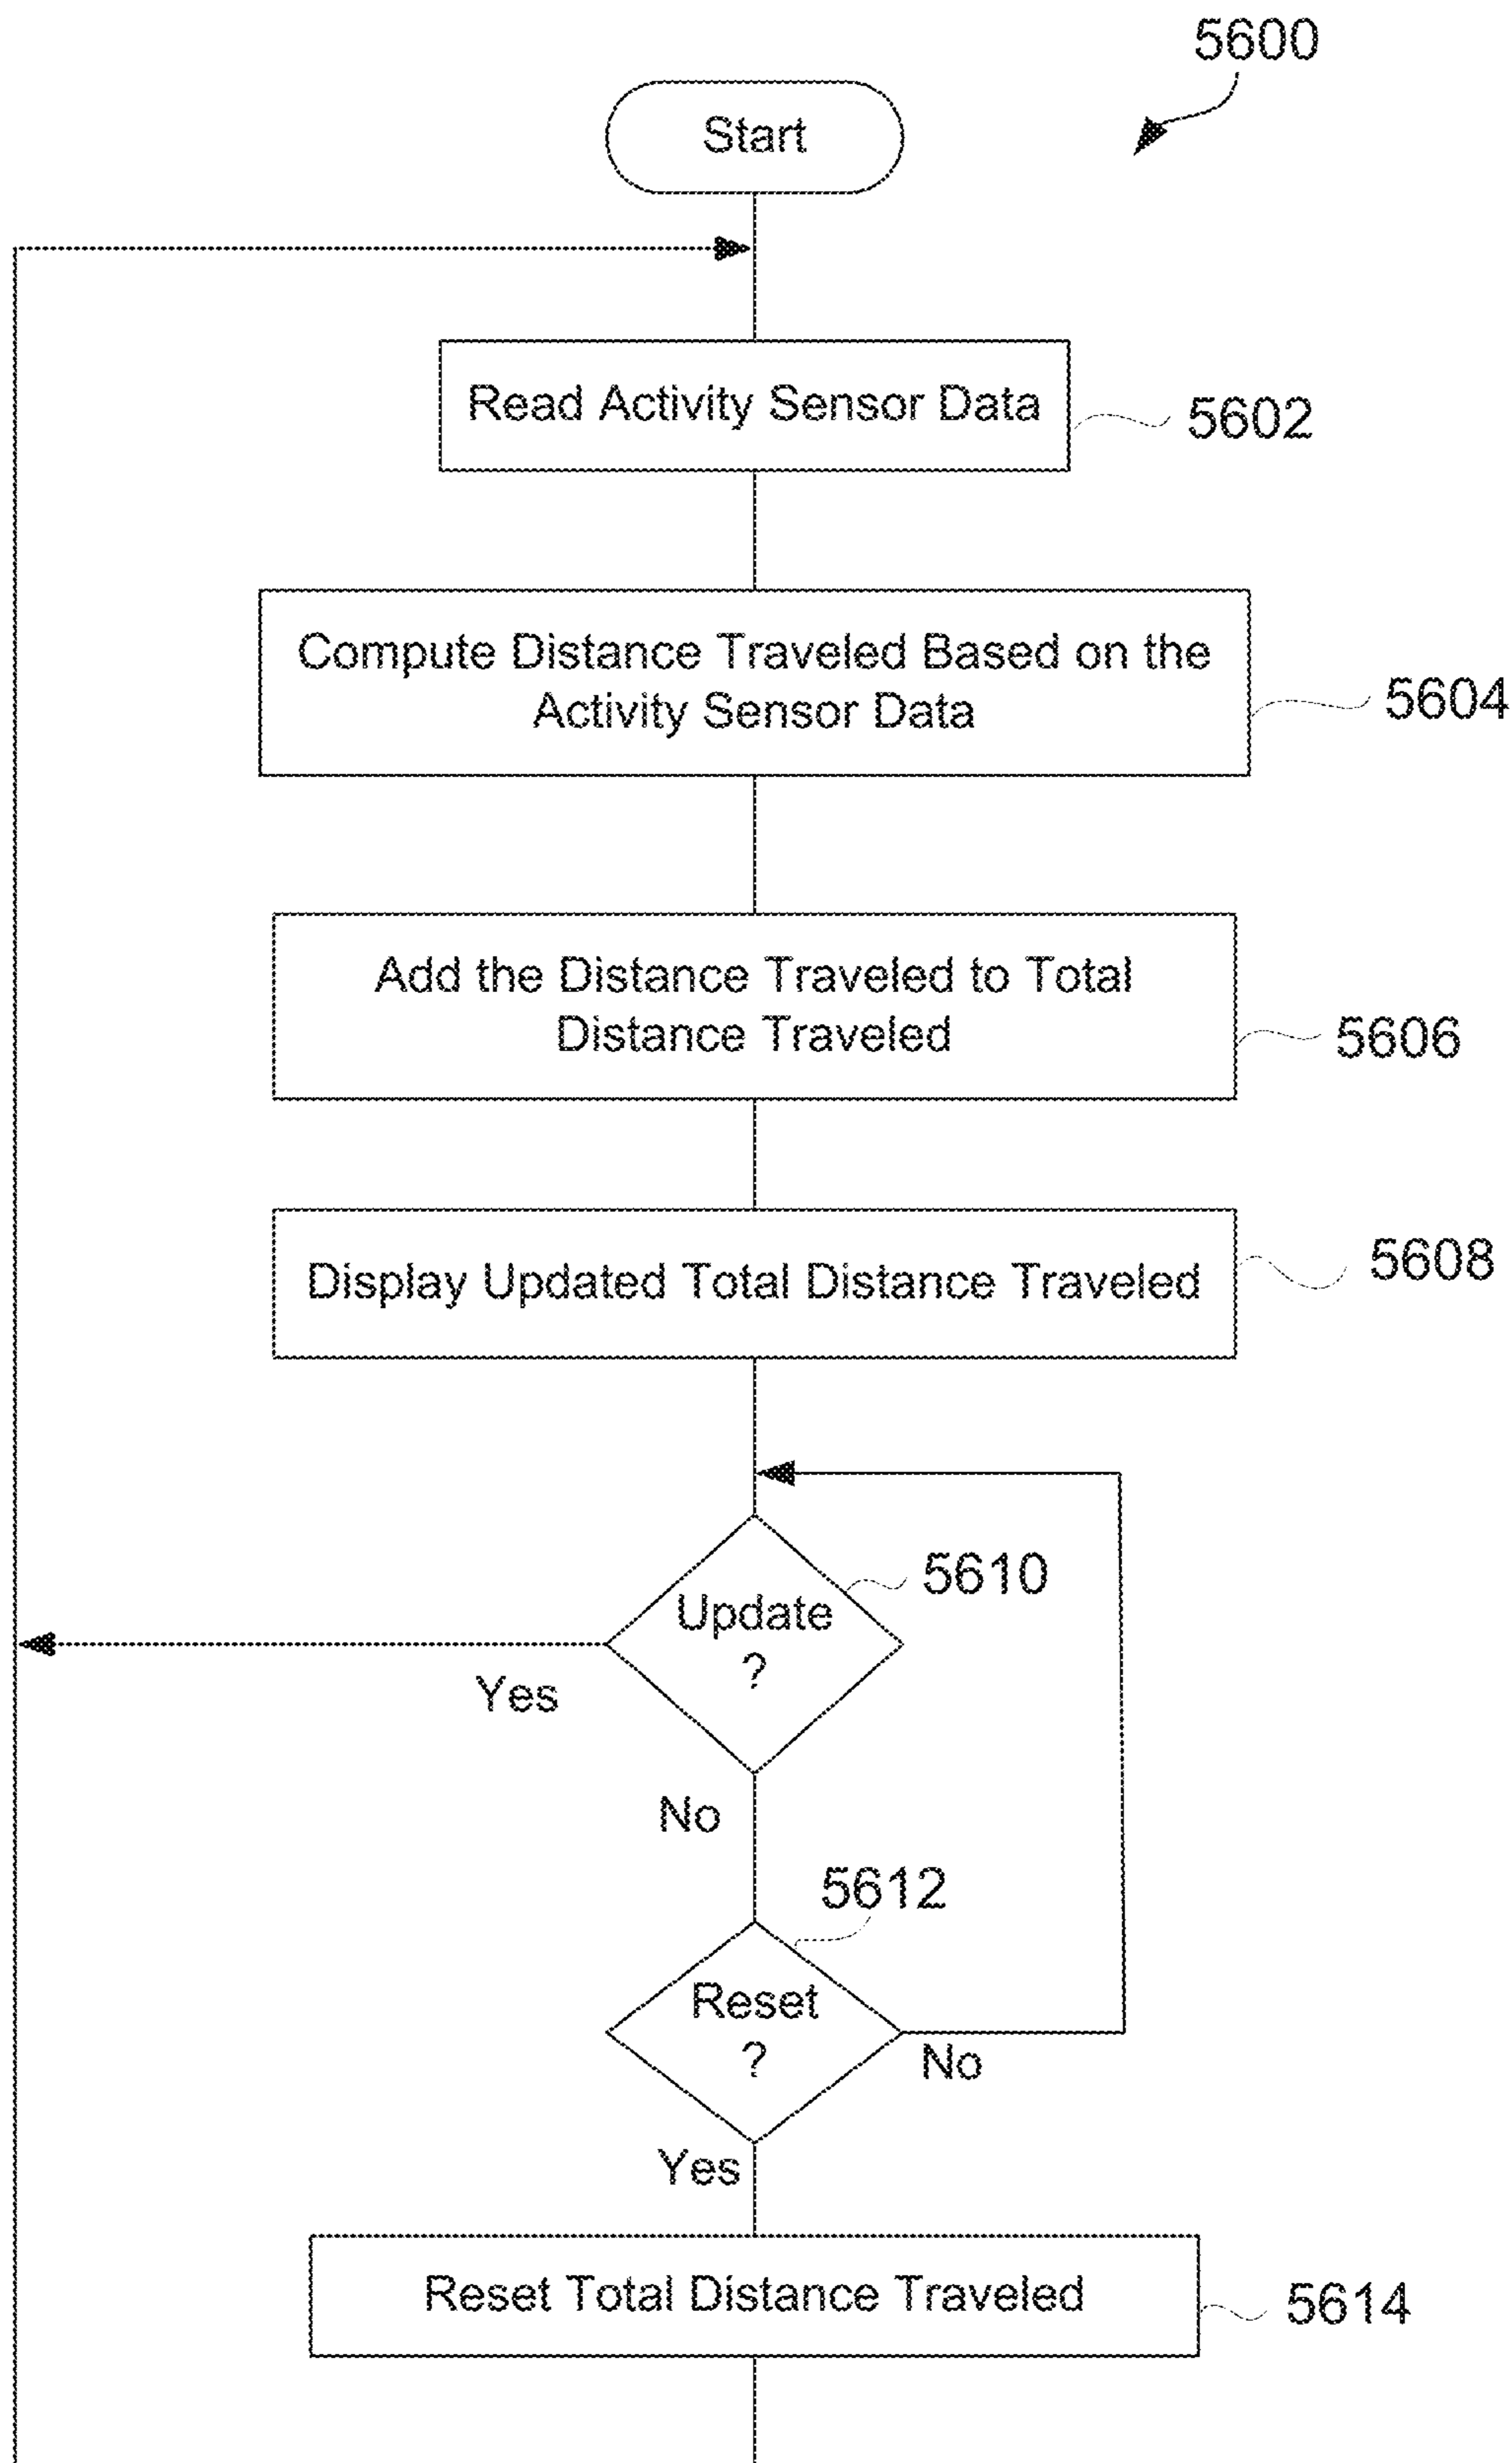 5600
Start
Read Activity Sensor Data
5602
Compute Distance Traveled Based on the
Activity Sensor Data
5604
Add the Distance Traveled to Total
Distance Traveled
5606
Display Updated Total Distance Traveled
5608
Update
?
5610
Yes
No
5612
Reset
?
No
Yes
Reset Total Distance Traveled
5614